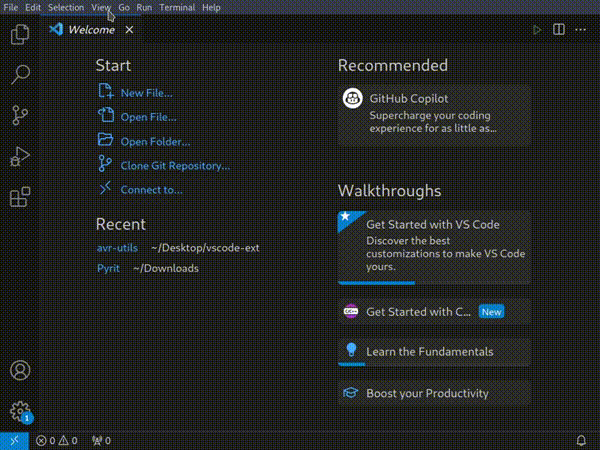 File Edit Selection View Go Run Terminal Help
Welcome
Start
New File...
Open File...
Open Folder...
Clone Git Repository...
Connect to...
Recent
avr-utils ~/Desktop/vscode-ext
Pyrit ~/Downloads
Recommended
GitHub Copilot
Supercharge your coding
experience for as little as...
Walkthroughs
Get Started with VS Code
Discover the best
customizations to make VS Code
yours.
C/C++
Get Started with C... New
Learn the Fundamentals
Boost your Productivity
1
0 0 0